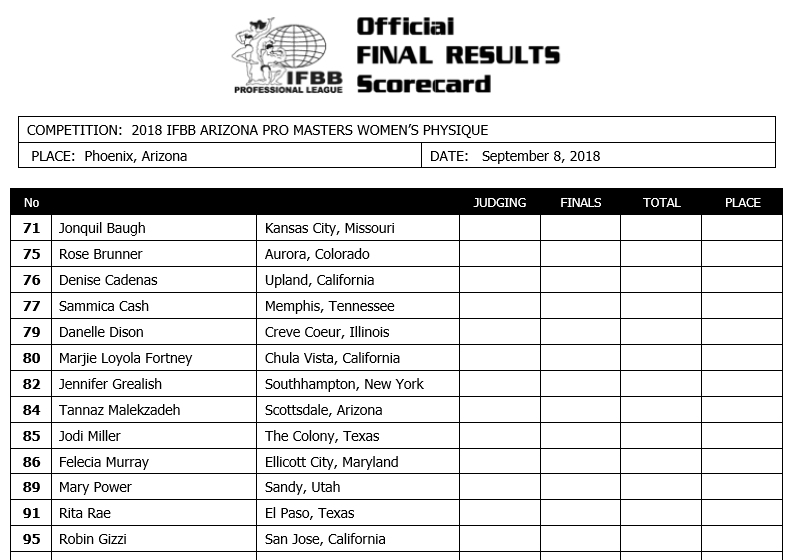 Official
FINAL RESULTS
Scorecard
IFBB
PROFESSIONAL LEAGUE
COMPETITION: 2018 IFBB ARIZONA PRO MASTERS WOMEN’S PHYSIQUE
PLACE: Phoenix, Arizona DATE: September 8, 2018
No JUDGING FINALS TOTAL PLACE
71 Jonquil Baugh Kansas City, Missouri
75 Rose Brunner Aurora, Colorado
76 Denise Cadenas Upland, California
77 Sammica Cash Memphis, Tennessee
79 Danelle Dison Creve Coeur, Illinois
80 Marjie Loyola Fortney Chula Vista, California
82 Jennifer Grealish Southhampton, New York
84 Tannaz Malekzadeh Scottsdale, Arizona
85 Jodi Miller The Colony, Texas
86 Felecia Murray Ellicott City, Maryland
89 Mary Power Sandy, Utah
91 Rita Rae El Paso, Texas
95 Robin Gizzi San Jose, California